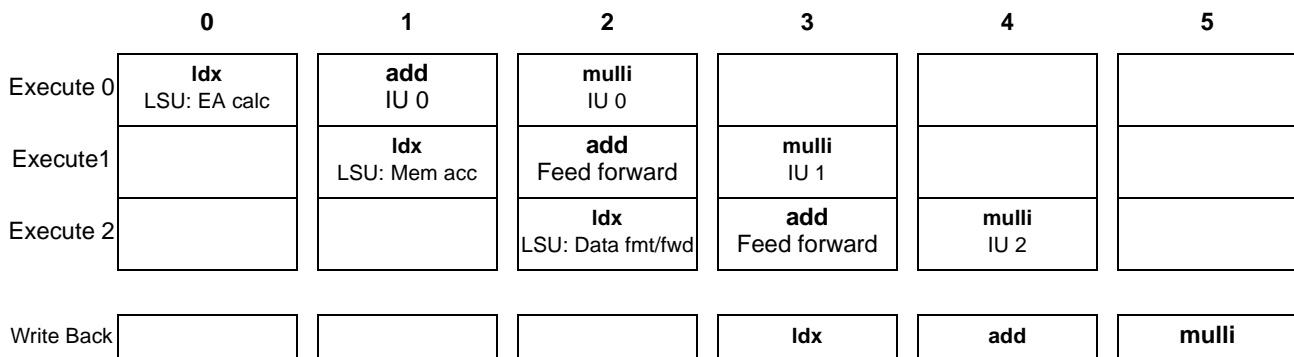 0 1 2 3 4 5
Execute 0 ldx add mulli
LSU: EA calc IU 0 IU 0
Execute1 ldx add mulli
LSU: Mem acc Feed forward IU 1
Execute 2 ldx add mulli
LSU: Data fmt/fwd Feed forward IU 2
Write Back ldx add mulli